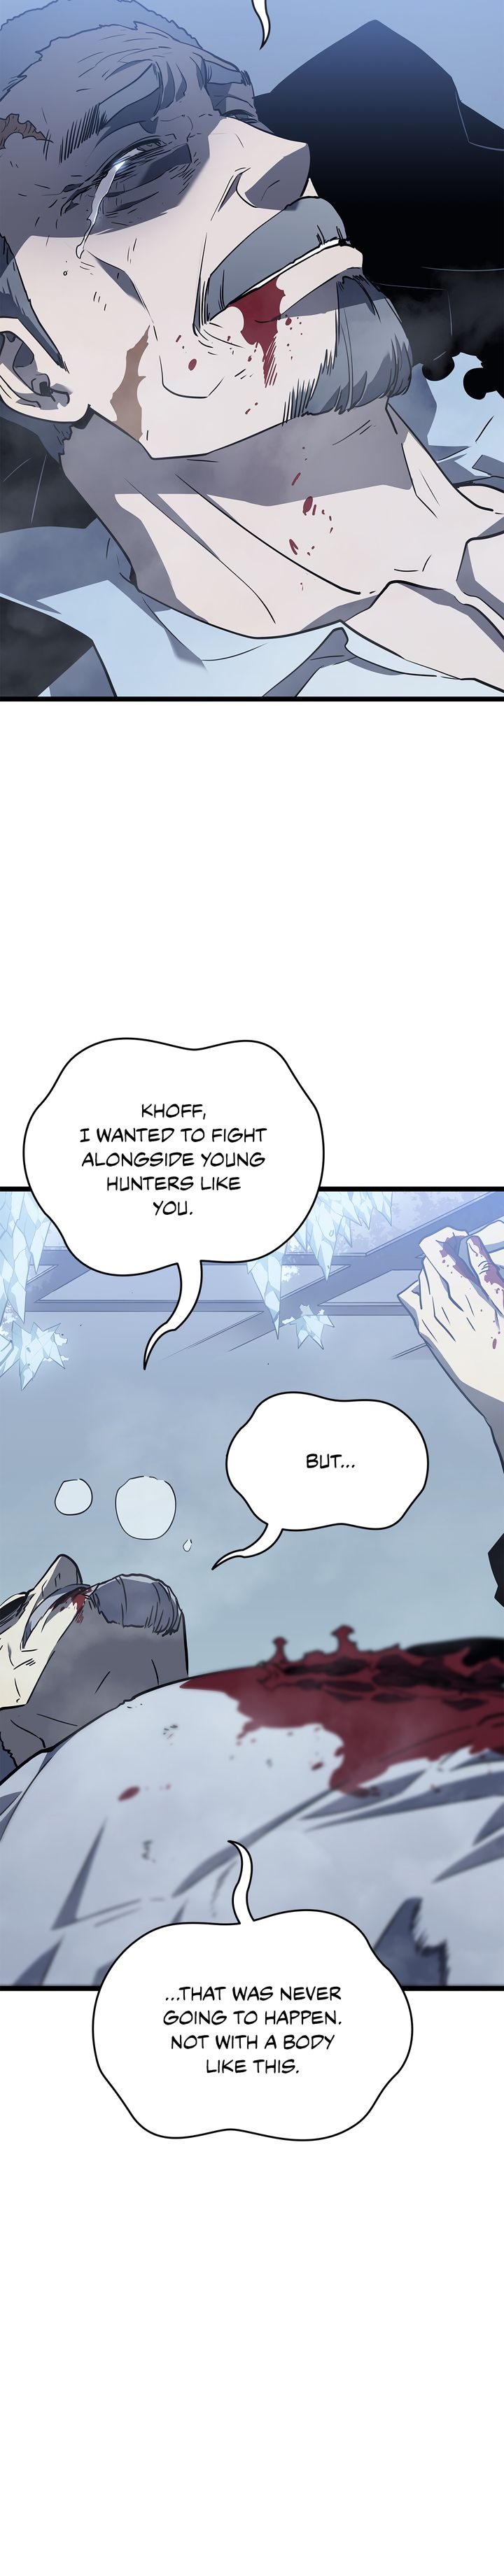 KHOFF,
I WANTED TO FIGHT
ALONGSIDE YOUNG
HUNTERS LIKE
YOU.
BUT...
...THAT WAS NEVER
GOING TO HAPPEN.
NOT WITH A BODY
LIKE THIS.